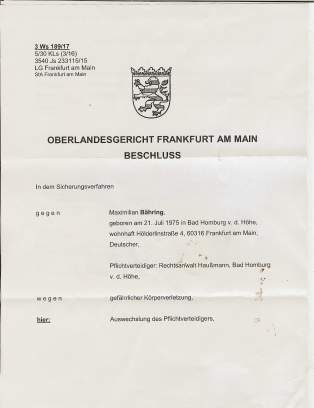 3 Ws 189/17
5/30 KLs (3/16)
3540 Js 233115/15
LG Frankfurt am Main
StA Frankfurt am Main
OBERLANDESGERICHT FRANKFURT AM MAIN
BESCHLUSS
In dem Sicherungsverfahren
g e g e n Maximilian Bähring,
geboren am 21. Juli 1975 in Bad Homburg v. d. Höhe,
wohnhaft Hölderlinstraße 4, 60316 Frankfurt am Main,
Deutscher,
Pflichtverteidiger: Rechtsanwalt Haußmann, Bad Homburg
v. d. Höhe,
w e g e n gefährlicher Körperverletzung,
hier: Auswechslung des Pflichtverteidigers,